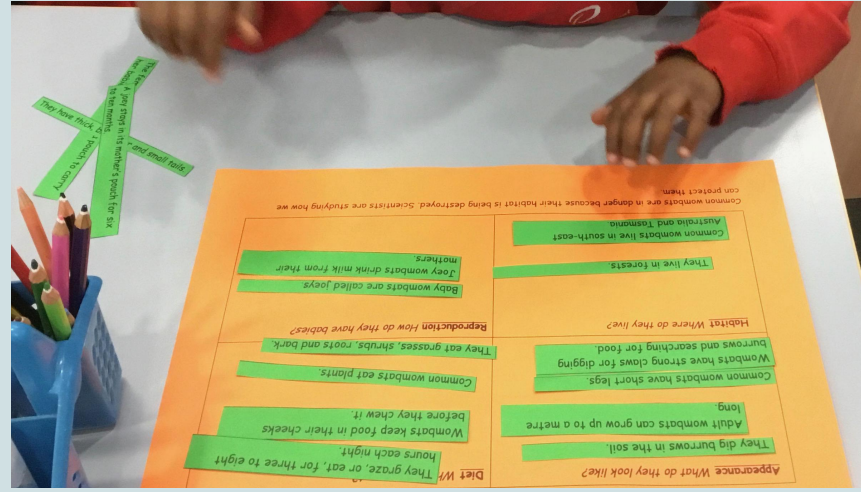 Appearance What do they look like?
They dig burrows in the soil.
Adult wombats can grow up to a metre
long.
Common wombats have short legs.
Wombats have strong claws for digging
burrows and searching for food.
Diet
They graze, or eat, for three to eight
hours each night.
Wombats keep food in their cheeks
before they chew it.
Common wombats eat plants.
They eat grasses, shrubs, roots and bark.
Habitat Where do they live?
They live in forests.
Common wombats live in south-east
Australia and Tasmania
Reproduction How do they have babies?
Baby wombats are called joeys.
Joey wombats drink milk from their
mothers.
Common wombats are in danger because their habitat is being destroyed. Scientists are studying how we
can protect them.
They have thick, and small tails
The pouch to carry
her baby
A joey stays in its mother's pouch for six
to ten months.